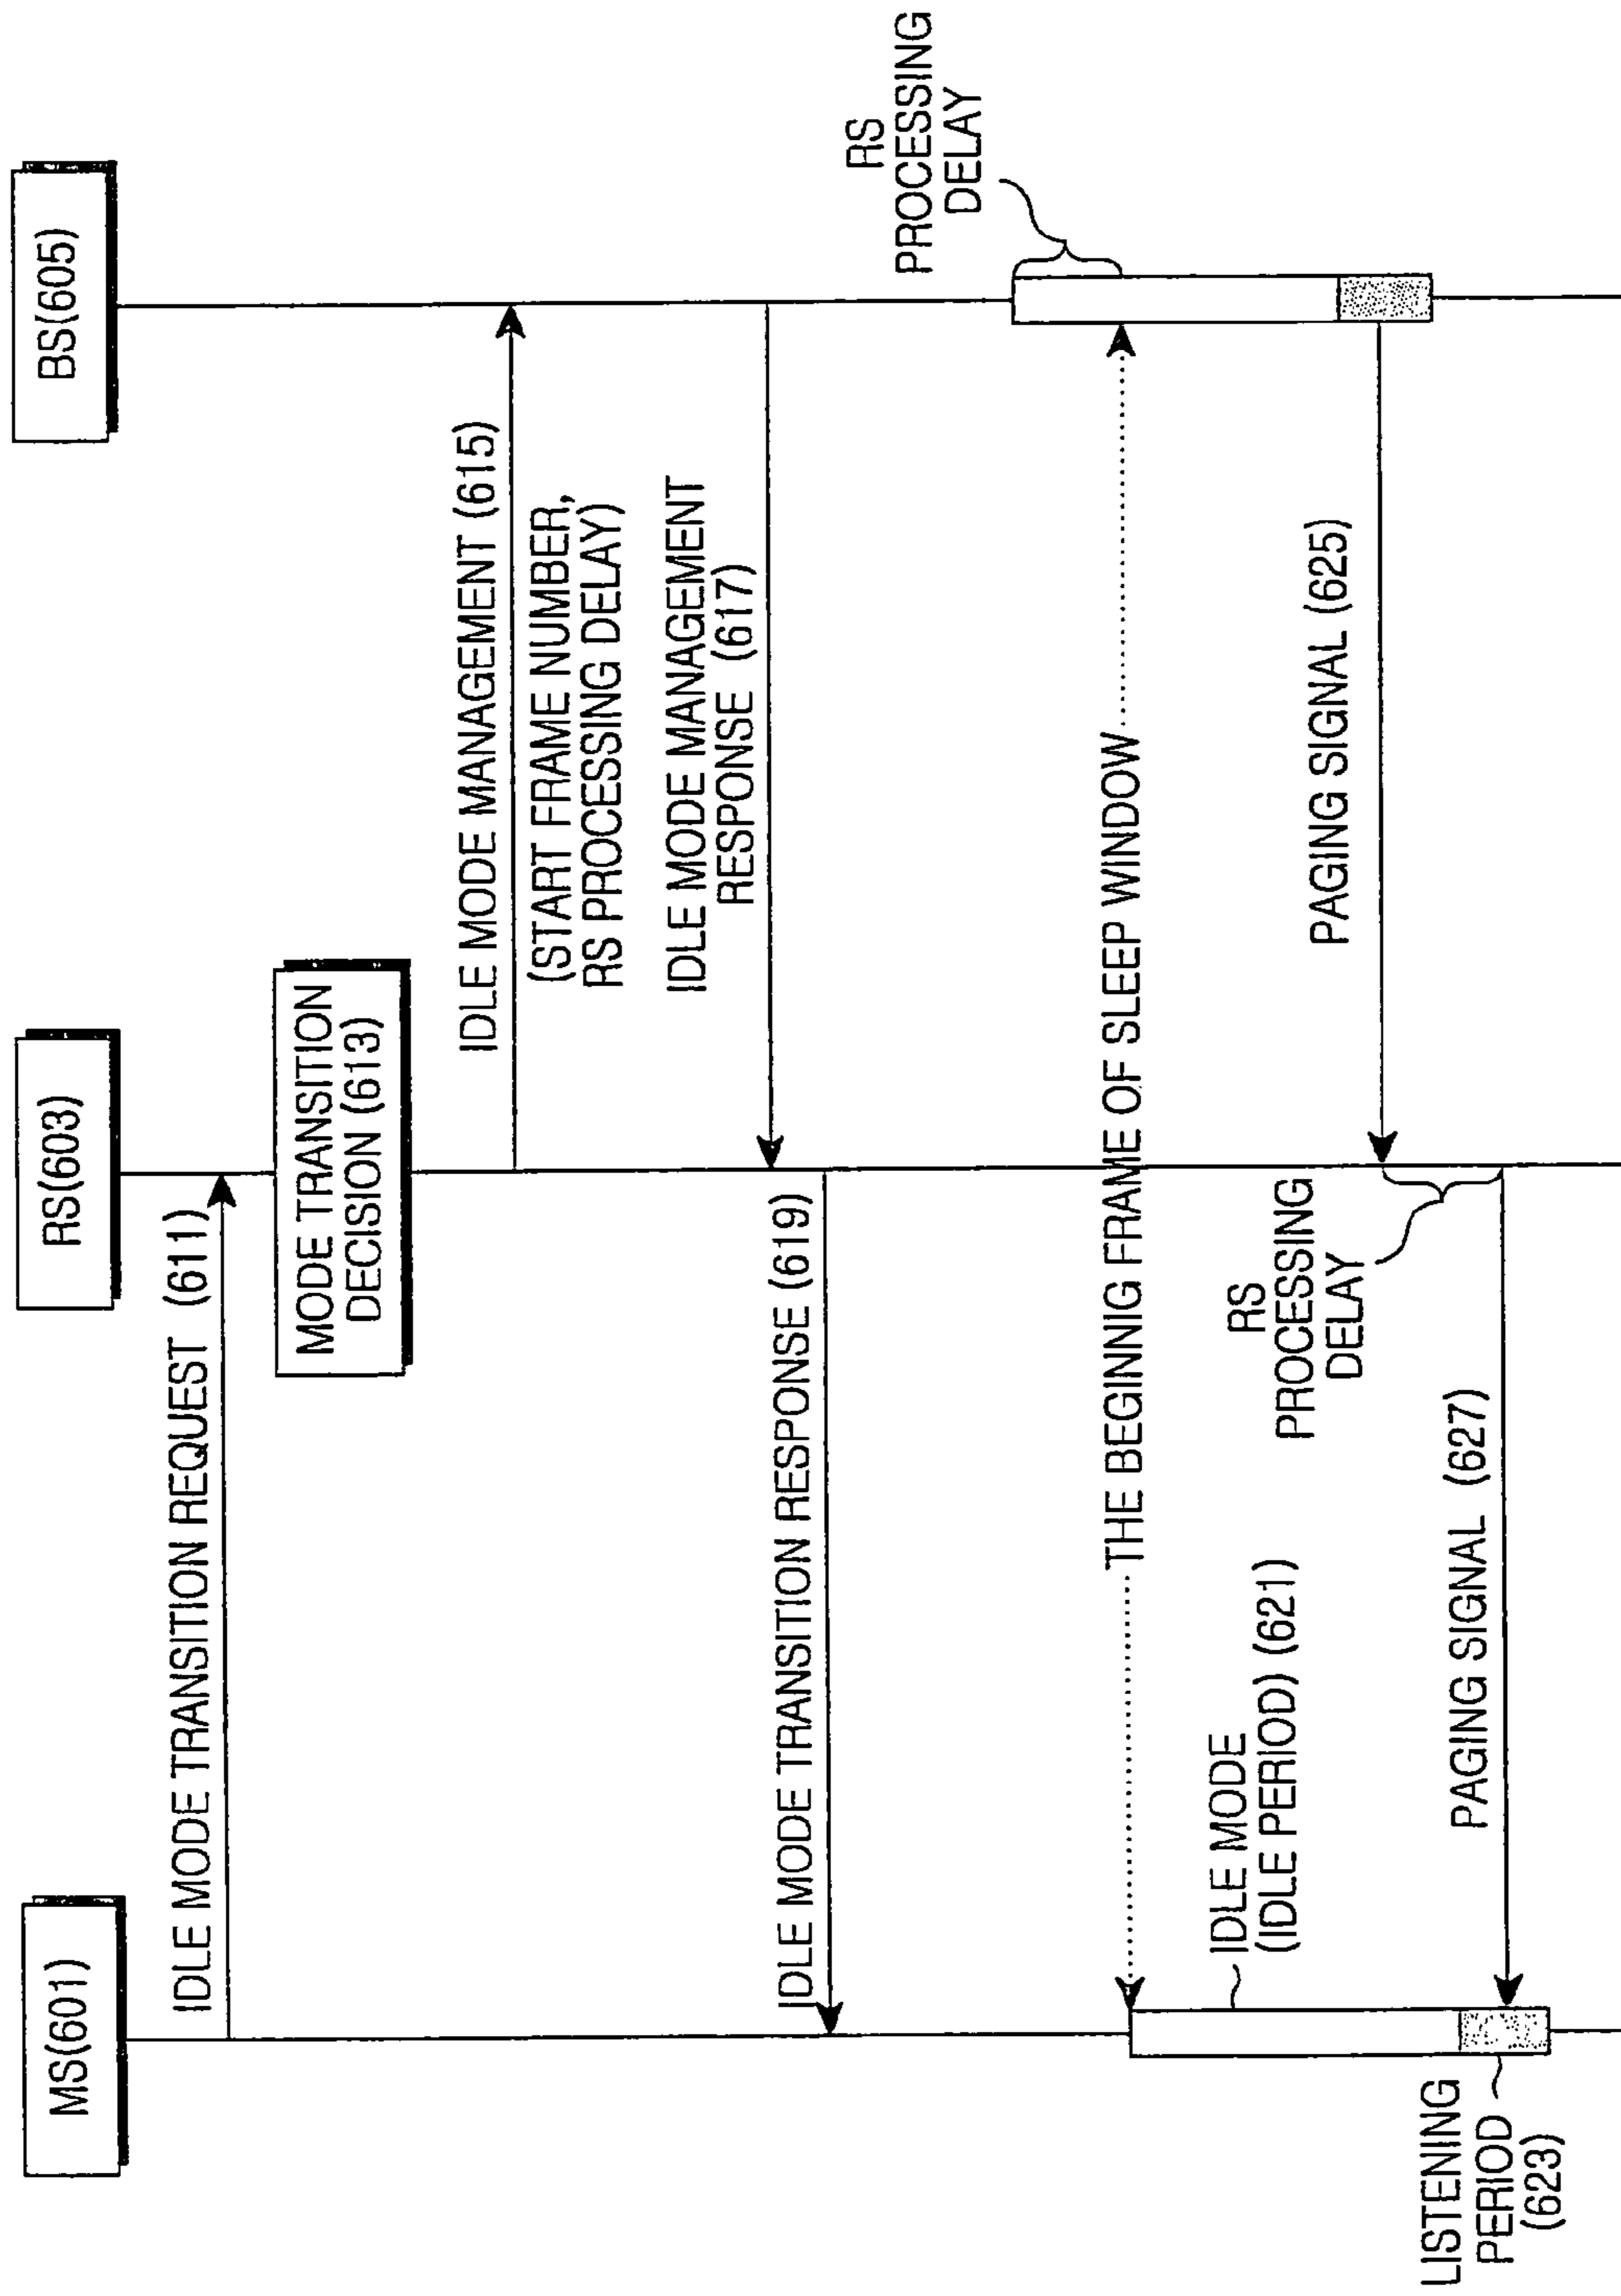 MS(601)
RS(603)
BS(605)
IDLE MODE TRANSITION REQUEST (611)
MODE TRANSITION
DECISION (613)
IDLE MODE MANAGEMENT (615)
(START FRAME NUMBER,
RS PROCESSING DELAY)
IDLE MODE MANAGEMENT
RESPONSE (617)
IDLE MODE TRANSITION RESPONSE (619)
RS
PROCESSING
DELAY
THE BEGINNIG FRAME OF SLEEP WINDOW
IDLE MODE
(IDLE PERIOD) (621)
PAGING SIGNAL (625)
RS
PROCESSING
DELAY
PAGING SIGNAL (627)
LISTENING
PERIOD
(623)